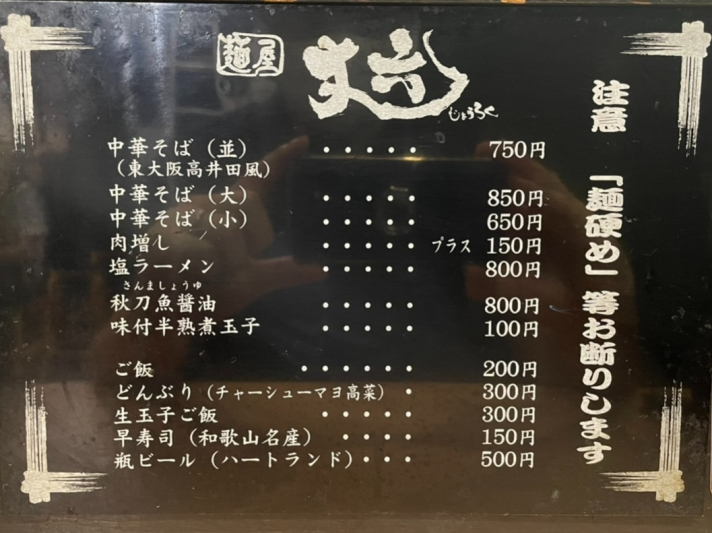 麺屋 丈六
じょうろく
中華そば（並） ・・・・・ 750円
（東大阪高井田風）
中華そば（大） ・・・・・ 850円
中華そば（小） ・・・・・ 650円
肉増し ・・・・・ プラス 150円
塩ラーメン ・・・・・ 800円
さんましょうゆ
秋刀魚醤油 ・・・・・ 800円
味付半熟煮玉子 ・・・・・ 100円
ご飯 ・・・・・・ 200円
どんぶり（チャーシューマヨ高菜） ・ 300円
生玉子ご飯 ・・・・・ 300円
早寿司（和歌山名産） ・・・・ 150円
瓶ビール（ハートランド）・・・ 500円
注意 「麺硬め」等お断りします